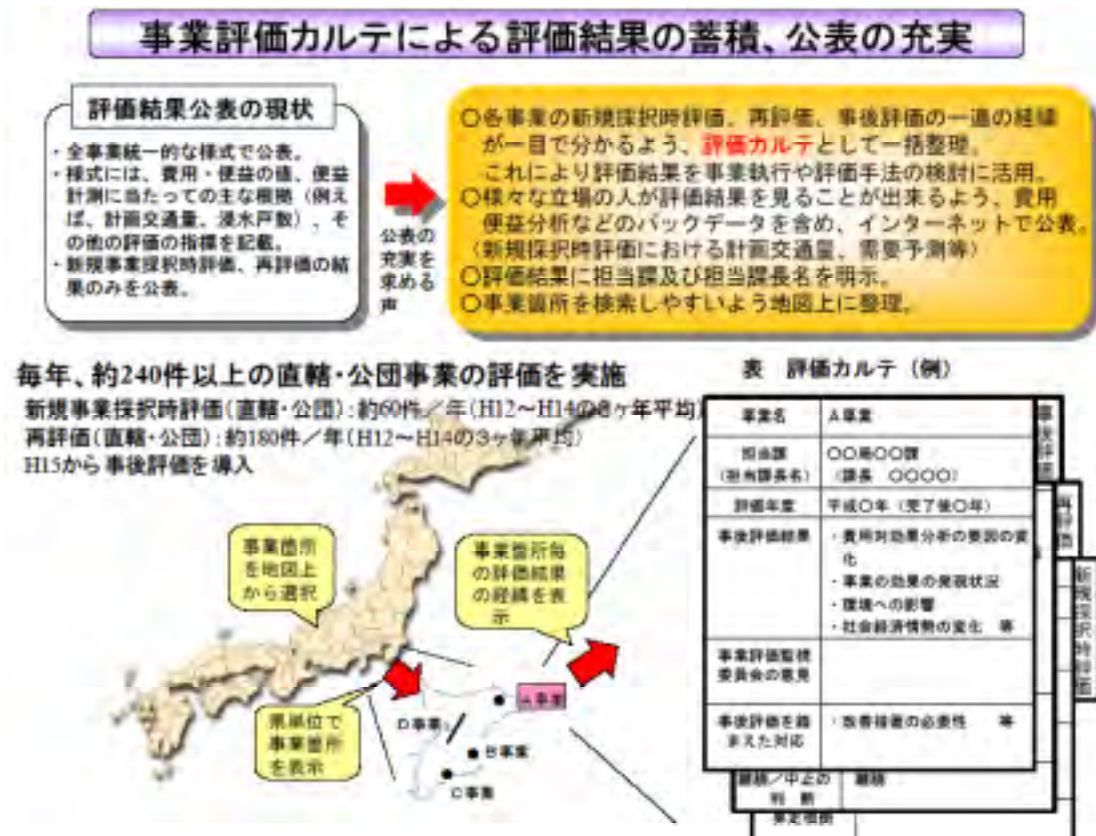 事業評価カルテによる評価結果の蓄積、公表の充実
評価結果公表の現状
・全事業統一的な様式で公表。
・様式には、費用・便益の値、便益
計測に当たっての主な根拠（例え
ば、計画交通量、浸水戸数）、そ
の他の評価の指標を記載。
・新規事業採択時評価、再評価の結
果のみを公表。
公表の
充実を
求める
声
○各事業の新規採択時評価、再評価、事後評価の一連の経緯
が一目で分かるよう、評価カルテとして一括整理。
これにより評価結果を事業執行や評価手法の検討に活用。
○様々な立場の人が評価結果を見ることが出来るよう、費用
便益分析などのバックデータを含め、インターネットで公表。
（新規採択時評価における計画交通量、需要予測等）
○評価結果に担当課及び担当課長名を明示。
○事業箇所を検索しやすいよう地図上に整理。
毎年、約240件以上の直轄・公団事業の評価を実施
新規事業採択時評価（直轄・公団）：約60件／年（H12～H14の3ヶ年平均）
再評価（直轄・公団）：約180件／年（H12～H14の3ヶ年平均）
H15から事後評価を導入
事業箇所
を地図上
から選択
事業箇所毎
の評価結果
の経緯を表
示
県単位で
事業箇所
を表示
A事業
D事業
B事業
C事業
表　評価カルテ（例）
事業名　A事業
担当課　○○局○○課
（担当課長名）　（課長　○○○○）
評価年度　平成○年（完了後○年）
事後評価結果　・費用対効果分析の要因の変
化
・事業の効果の発現状況
・環境への影響
・社会経済情勢の変化　等
事業評価監視
委員会の意見
事後評価を踏　・改善措置の必要性　等
まえた対応
継続／中止の　継続
判　断
事後評価
再評価
新規採択時評価